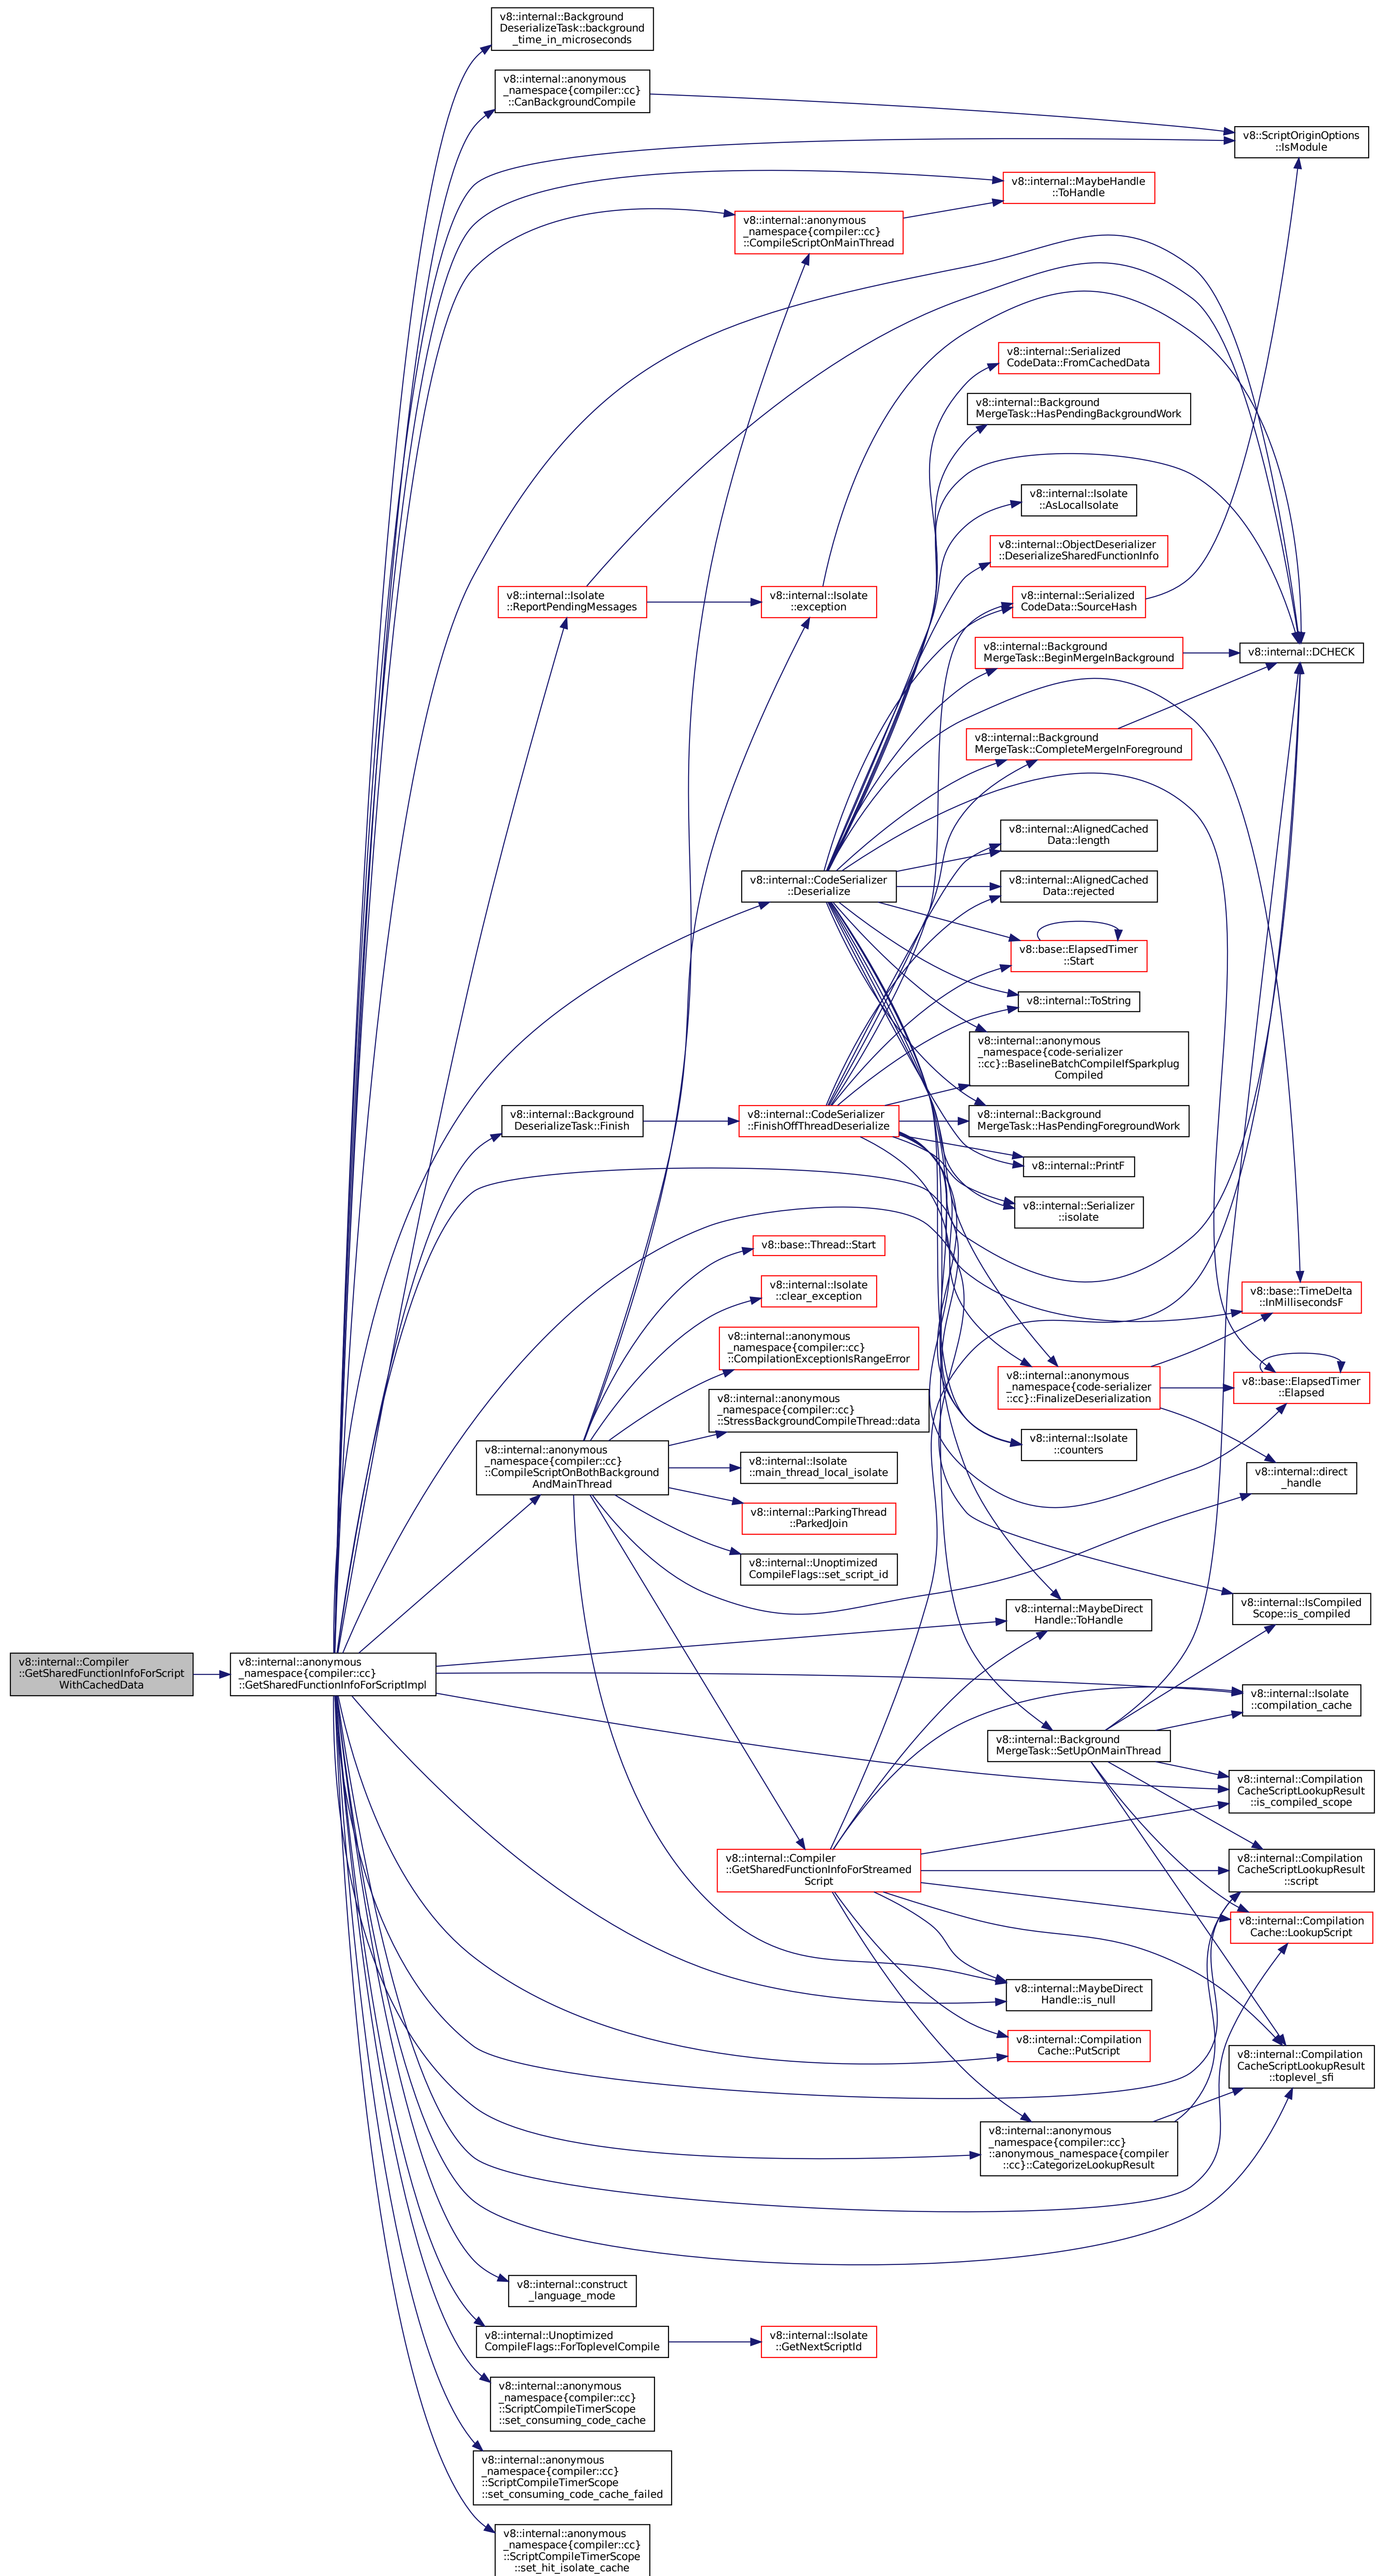 v8::internal::Background
DeserializeTask::background
_time_in_microseconds
v8::internal::anonymous
_namespace{compiler::cc}
::CanBackgroundCompile
v8::ScriptOriginOptions
::IsModule
v8::internal::MaybeHandle
::ToHandle
v8::internal::anonymous
_namespace{compiler::cc}
::CompileScriptOnMainThread
v8::internal::Serialized
CodeData::FromCachedData
v8::internal::Background
MergeTask::HasPendingBackgroundWork
v8::internal::Isolate
::AsLocalIsolate
v8::internal::ObjectDeserializer
::DeserializeSharedFunctionInfo
v8::internal::Isolate
::ReportPendingMessages
v8::internal::Isolate
::exception
v8::internal::Serialized
CodeData::SourceHash
v8::internal::Background
MergeTask::BeginMergeInBackground
v8::internal::DCHECK
v8::internal::Background
MergeTask::CompleteMergeInForeground
v8::internal::AlignedCached
Data::length
v8::internal::CodeSerializer
::Deserialize
v8::internal::AlignedCached
Data::rejected
v8::base::ElapsedTimer
::Start
v8::internal::ToString
v8::internal::anonymous
_namespace{code-serializer
::cc}::BaselineBatchCompileIfSparkplug
Compiled
v8::internal::Background
DeserializeTask::Finish
v8::internal::CodeSerializer
::FinishOffThreadDeserialize
v8::internal::Background
MergeTask::HasPendingForegroundWork
v8::internal::PrintF
v8::internal::Serializer
::isolate
v8::base::Thread::Start
v8::internal::Isolate
::clear_exception
v8::base::TimeDelta
::InMillisecondsF
v8::internal::anonymous
_namespace{compiler::cc}
::CompilationExceptionIsRangeError
v8::internal::anonymous
_namespace{code-serializer
::cc}::FinalizeDeserialization
v8::base::ElapsedTimer
::Elapsed
v8::internal::anonymous
_namespace{compiler::cc}
::StressBackgroundCompileThread::data
v8::internal::Isolate
::counters
v8::internal::anonymous
_namespace{compiler::cc}
::CompileScriptOnBothBackground
AndMainThread
v8::internal::Isolate
::main_thread_local_isolate
v8::internal::direct
_handle
v8::internal::ParkingThread
::ParkedJoin
v8::internal::Unoptimized
CompileFlags::set_script_id
v8::internal::MaybeDirect
Handle::ToHandle
v8::internal::IsCompiled
Scope::is_compiled
v8::internal::Compiler
::GetSharedFunctionInfoForScript
WithCachedData
v8::internal::anonymous
_namespace{compiler::cc}
::GetSharedFunctionInfoForScriptImpl
v8::internal::Isolate
::compilation_cache
v8::internal::Background
MergeTask::SetUpOnMainThread
v8::internal::Compilation
CacheScriptLookupResult
::is_compiled_scope
v8::internal::Compiler
::GetSharedFunctionInfoForStreamed
Script
v8::internal::Compilation
CacheScriptLookupResult
::script
v8::internal::Compilation
Cache::LookupScript
v8::internal::MaybeDirect
Handle::is_null
v8::internal::Compilation
Cache::PutScript
v8::internal::Compilation
CacheScriptLookupResult
::toplevel_sfi
v8::internal::anonymous
_namespace{compiler::cc}
::anonymous_namespace{compiler
::cc}::CategorizeLookupResult
v8::internal::construct
_language_mode
v8::internal::Unoptimized
CompileFlags::ForToplevelCompile
v8::internal::Isolate
::GetNextScriptId
v8::internal::anonymous
_namespace{compiler::cc}
::ScriptCompileTimerScope
::set_consuming_code_cache
v8::internal::anonymous
_namespace{compiler::cc}
::ScriptCompileTimerScope
::set_consuming_code_cache_failed
v8::internal::anonymous
_namespace{compiler::cc}
::ScriptCompileTimerScope
::set_hit_isolate_cache